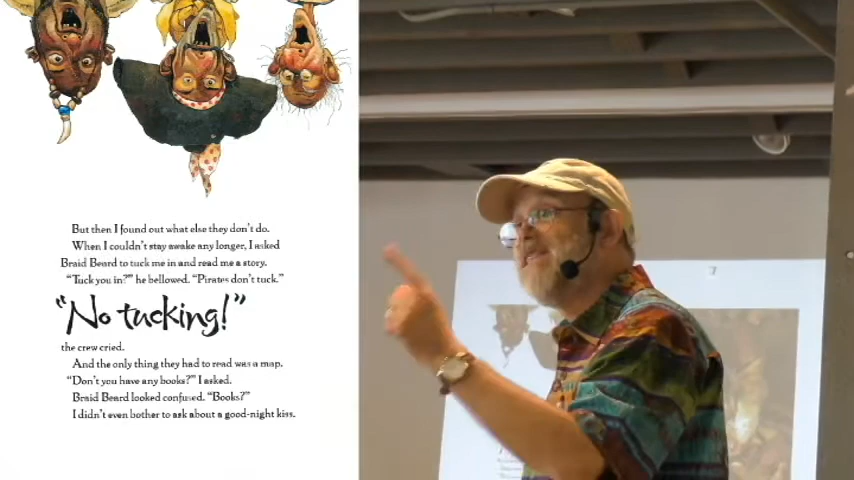 But then I found out what else they don't do.
When I couldn't stay awake any longer, I asked
Braid Beard to tuck me in and read me a story.
"Tuck you in?" he bellowed. "Pirates don't tuck."
"No tucking!"
the crew cried.
And the only thing they had to read was a map.
"Don't you have any books?" I asked.
Braid Beard looked confused. "Books?"
I didn't even bother to ask about a good-night kiss.